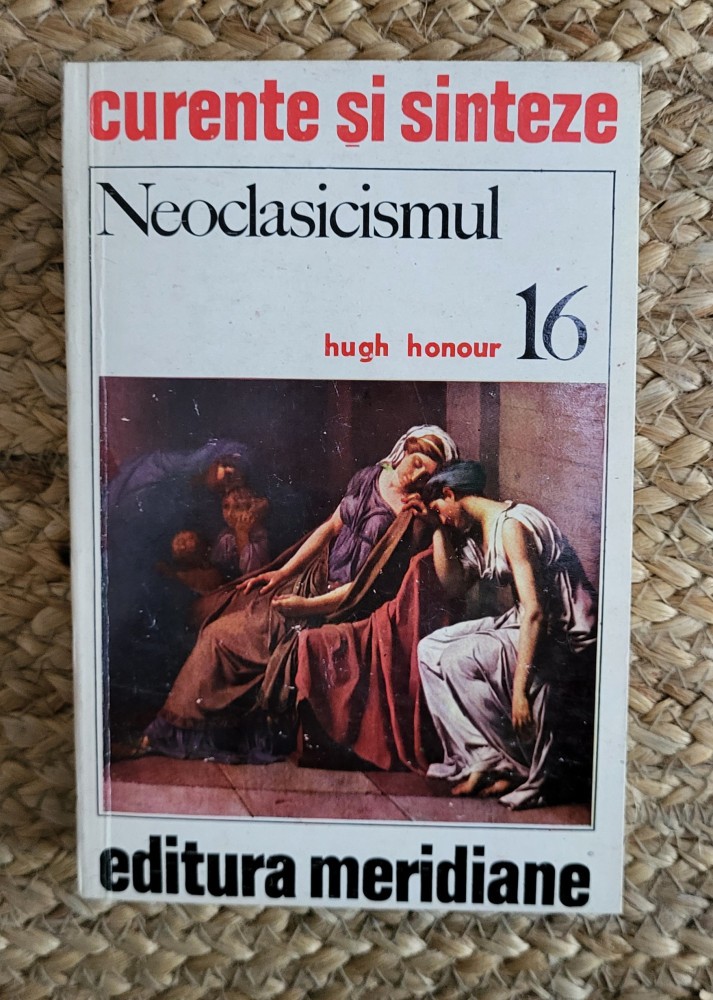 curente și sinteze
Neoclasicismul
hugh honour 16
editura meridiane